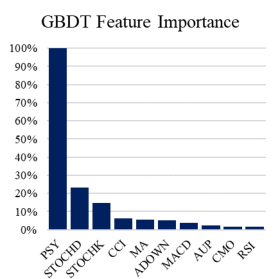 GBDT Feature Importance
100%
90%
80%
70%
60%
50%
40%
30%
20%
10%
0%
PSY
STOCHD
STOCHK
CCI
MA
ADOWN
MACD
AUP
CMO
RSI